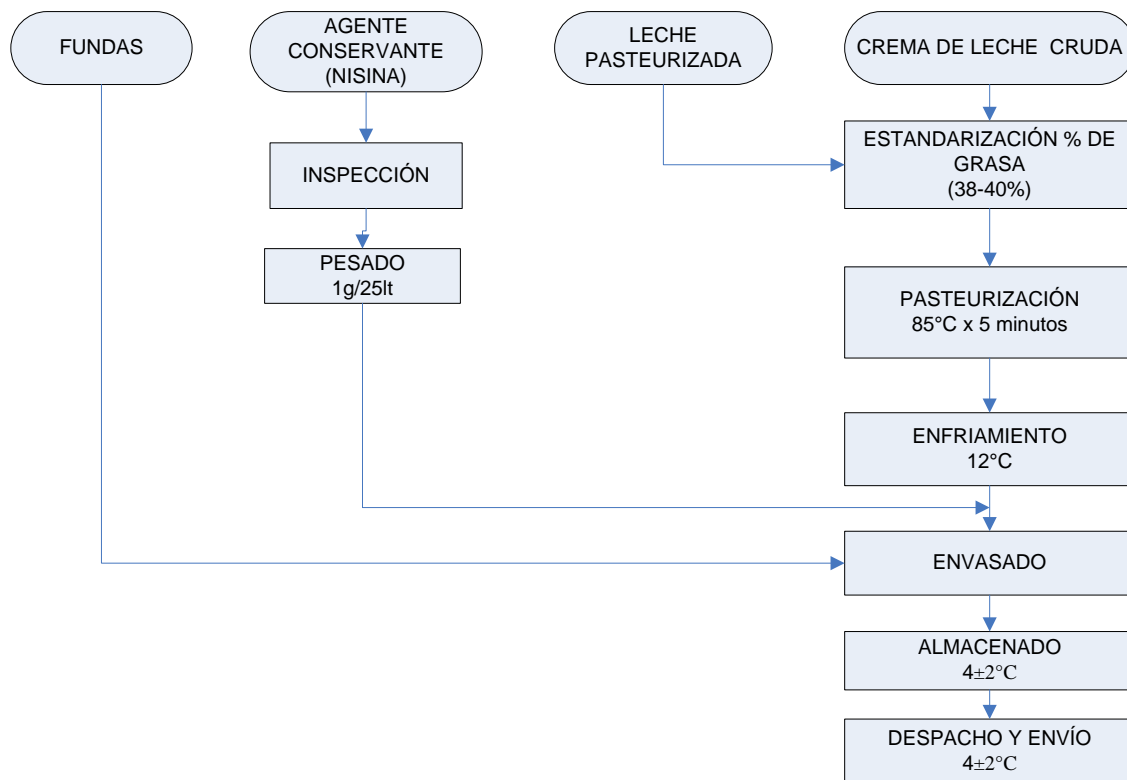 FUNDAS
AGENTE
CONSERVANTE
(NISINA)
LECHE
PASTEURIZADA
CREMA DE LECHE CRUDA
INSPECCIÓN
ESTANDARIZACIÓN % DE
GRASA
(38-40%)
PESADO
1g/25lt
PASTEURIZACIÓN
85°C x 5 minutos
ENFRIAMIENTO
12°C
ENVASADO
ALMACENADO
4±2°C
DESPACHO Y ENVÍO
4±2°C